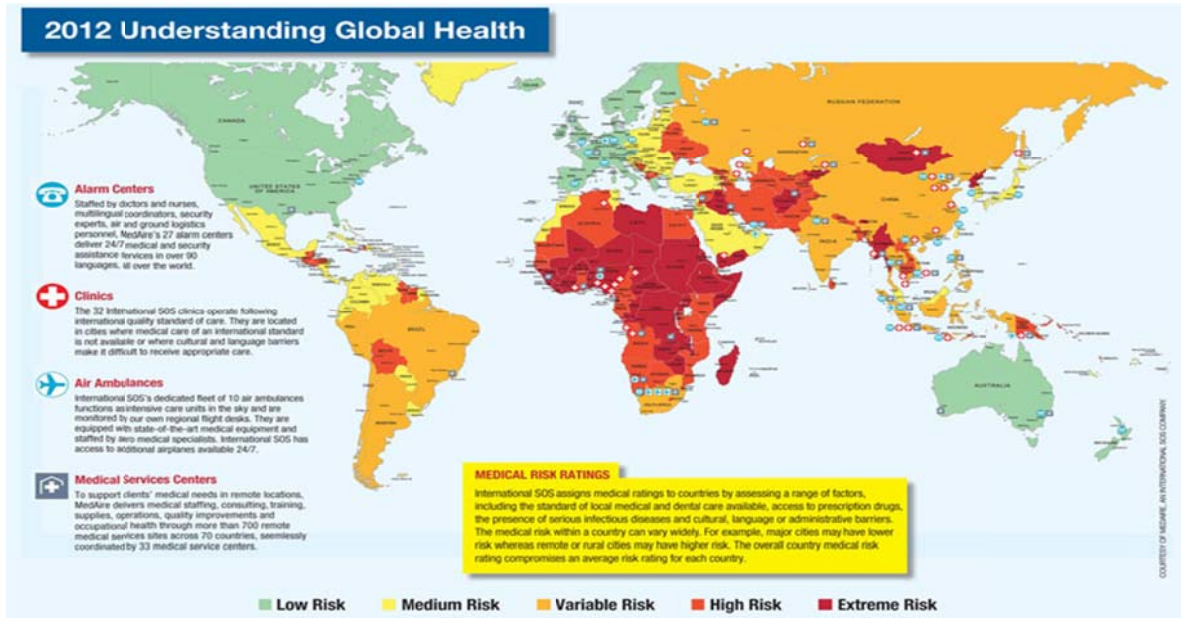 2012 Understanding Global Health
CANADA
UNITED STATES
OF AMERICA
RUSSIAN FEDERATION
CHINA
INDIA
BRAZIL
AUSTRALIA
Alarm Centers
Staffed by doctors and nurses,
multilingual coordinators, security
experts, air and ground logistics
personnel, MedAire's 27 alarm centers
deliver 24/7 medical and security
assistance services in over 90
languages, all over the world.
Clinics
The 32 International SOS clinics operate following
international quality standard of care. They are located
in cities where medical care of an international standard
is not available or where cultural and language barriers
make it difficult to receive appropriate care.
Air Ambulances
International SOS's dedicated fleet of 10 air ambulances
functions as intensive care units in the sky and are
monitored by our own regional flight desks. They are
equipped with state-of-the-art medical equipment and
staffed by aero medical specialists. International SOS has
access to additional airplanes available 24/7.
Medical Services Centers
To support clients' medical needs in remote locations,
MedAire delivers medical staffing, consulting, training,
supplies, operations, quality improvements and
occupational health through more than 700 remote
medical services sites across 70 countries, seemlessly
coordinated by 33 medical service centers.
MEDICAL RISK RATINGS
International SOS assigns medical ratings to countries by assessing a range of factors,
including the standard of local medical and dental care available, access to prescription drugs,
the presence of serious infectious diseases and cultural, language or administrative barriers.
The medical risk within a country can vary widely. For example, major cities may have lower
risk whereas remote or rural cities may have higher risk. The overall country medical risk
rating compromises an average risk rating for each country.
COURTESY OF MEDAIRE, AN INTERNATIONAL SOS COMPANY
Low Risk
Medium Risk
Variable Risk
High Risk
Extreme Risk